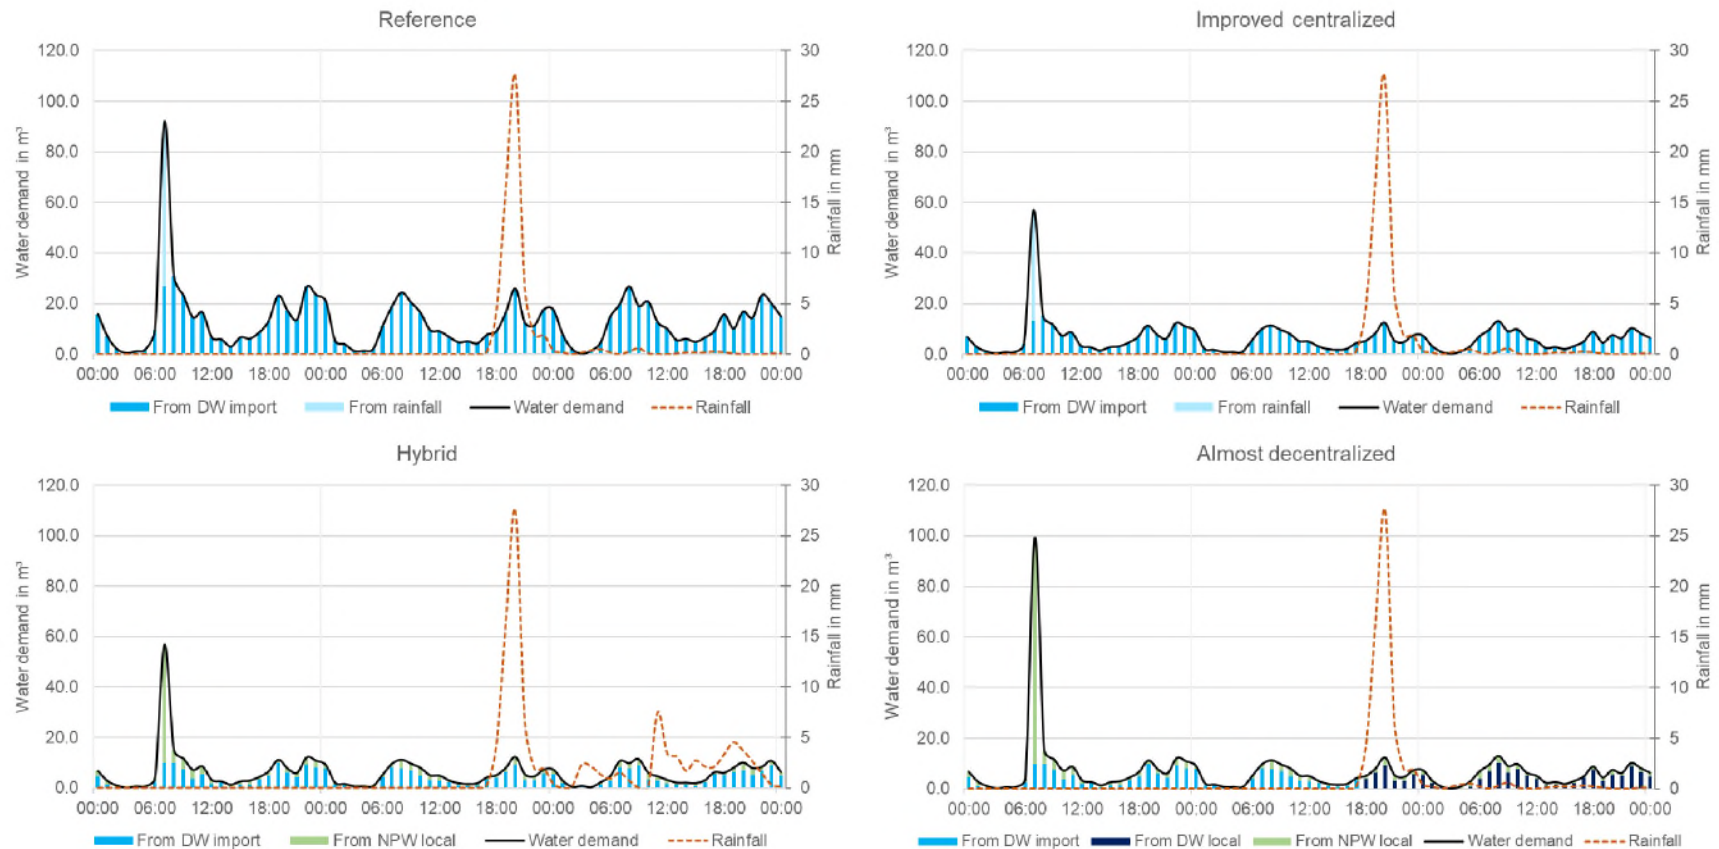 Reference
120.0
100.0
80.0
60.0
40.0
20.0
0.0
Water demand in m³
30
25
20
15
10
5
0
Rainfall in mm
00:00 06:00 12:00 18:00 00:00 06:00 12:00 18:00 00:00 06:00 12:00 18:00 00:00
From DW import From rainfall Water demand Rainfall
Improved centralized
120.0
100.0
80.0
60.0
40.0
20.0
0.0
Water demand in m³
30
25
20
15
10
5
0
Rainfall in mm
00:00 06:00 12:00 18:00 00:00 06:00 12:00 18:00 00:00 06:00 12:00 18:00 00:00
From DW import From rainfall Water demand Rainfall
Hybrid
120.0
100.0
80.0
60.0
40.0
20.0
0.0
Water demand in m³
30
25
20
15
10
5
0
Rainfall in mm
00:00 06:00 12:00 18:00 00:00 06:00 12:00 18:00 00:00 06:00 12:00 18:00 00:00
From DW import From NPW local Water demand Rainfall
Almost decentralized
120.0
100.0
80.0
60.0
40.0
20.0
0.0
Water demand in m³
30
25
20
15
10
5
0
Rainfall in mm
00:00 06:00 12:00 18:00 00:00 06:00 12:00 18:00 00:00 06:00 12:00 18:00 00:00
From DW import From DW local From NPW local Water demand Rainfall